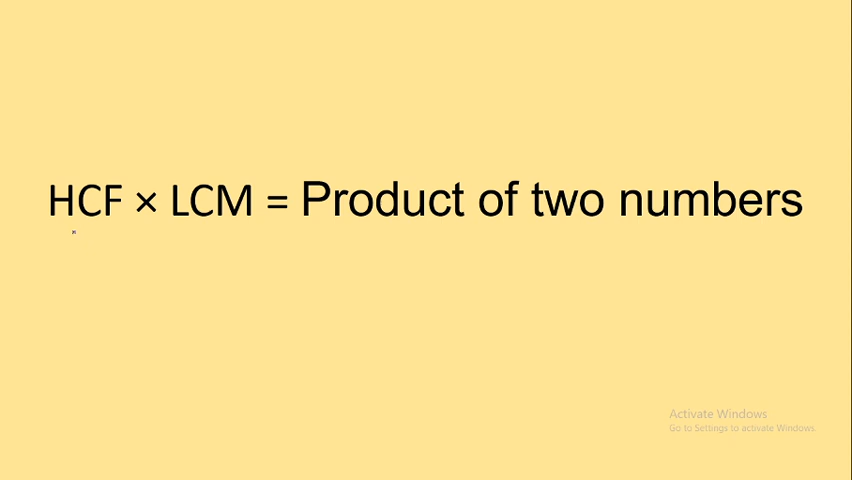 HCF × LCM = Product of two numbers
Activate Windows
Go to Settings to activate Windows.